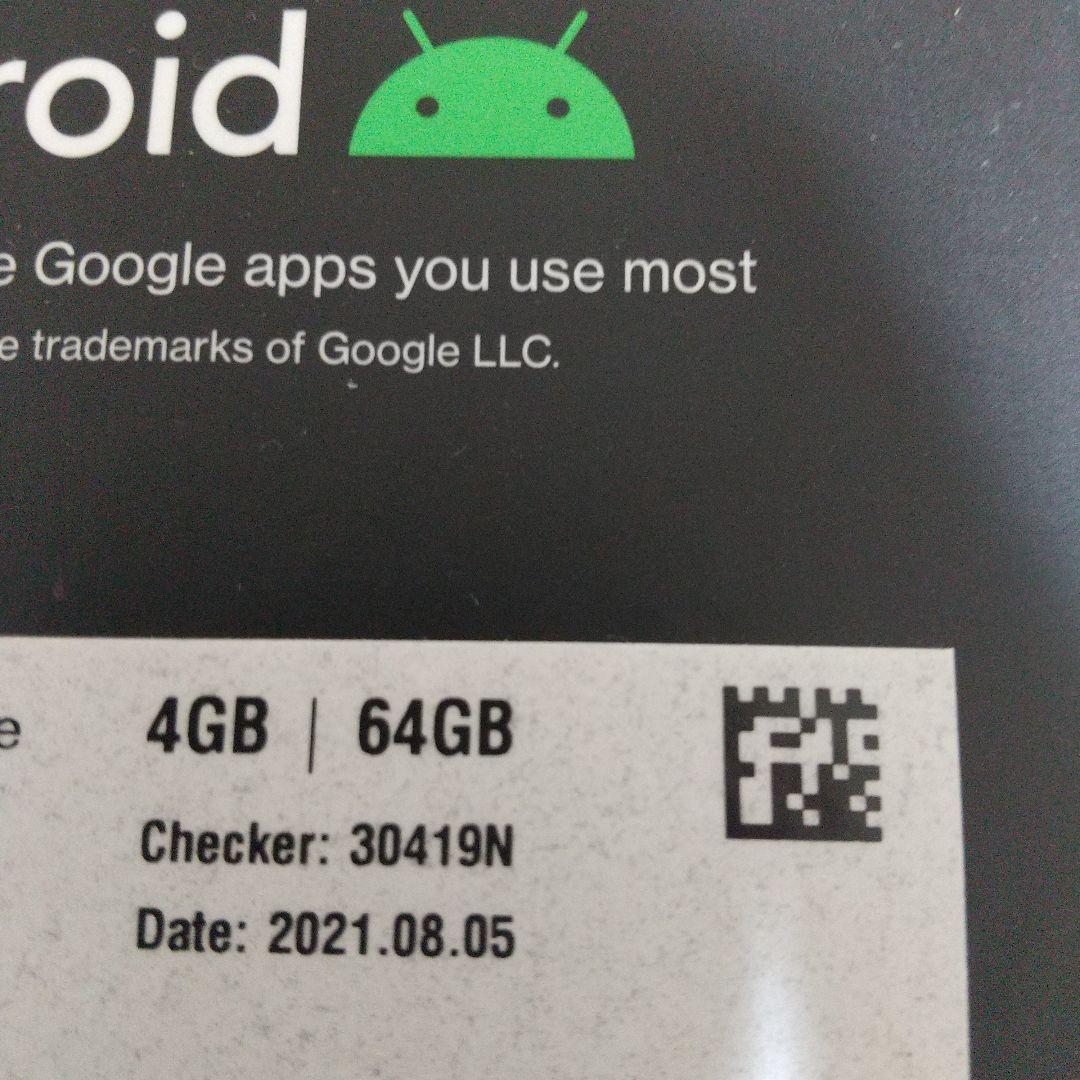 roid
e Google apps you use most
e trademarks of Google LLC.
e 4GB | 64GB
Checker: 30419N
Date: 2021.08.05